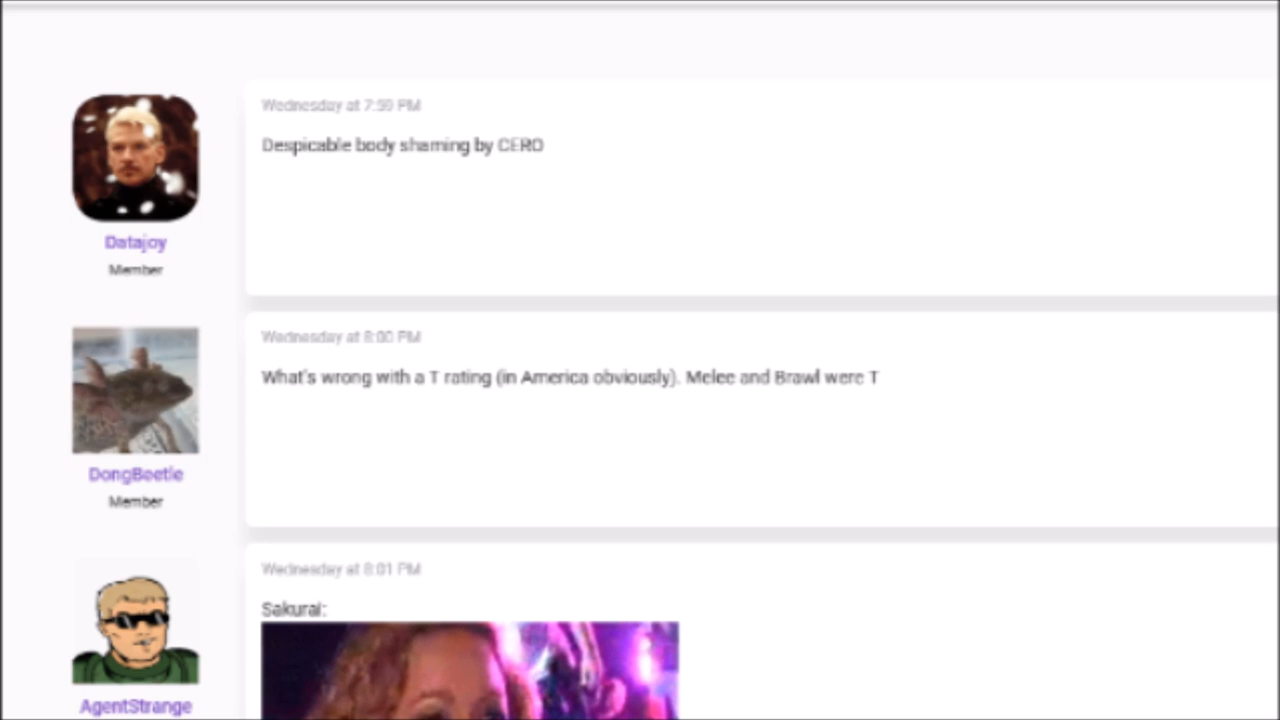 Wednesday at 7:59 PM
Despicable body shaming by CERO
Datajoy
Member
Wednesday at 8:00 PM
What's wrong with a T rating (in America obviously). Melee and Brawl were T
DongBeetle
Member
Wednesday at 8:01 PM
Sakurai:
AgentStrange